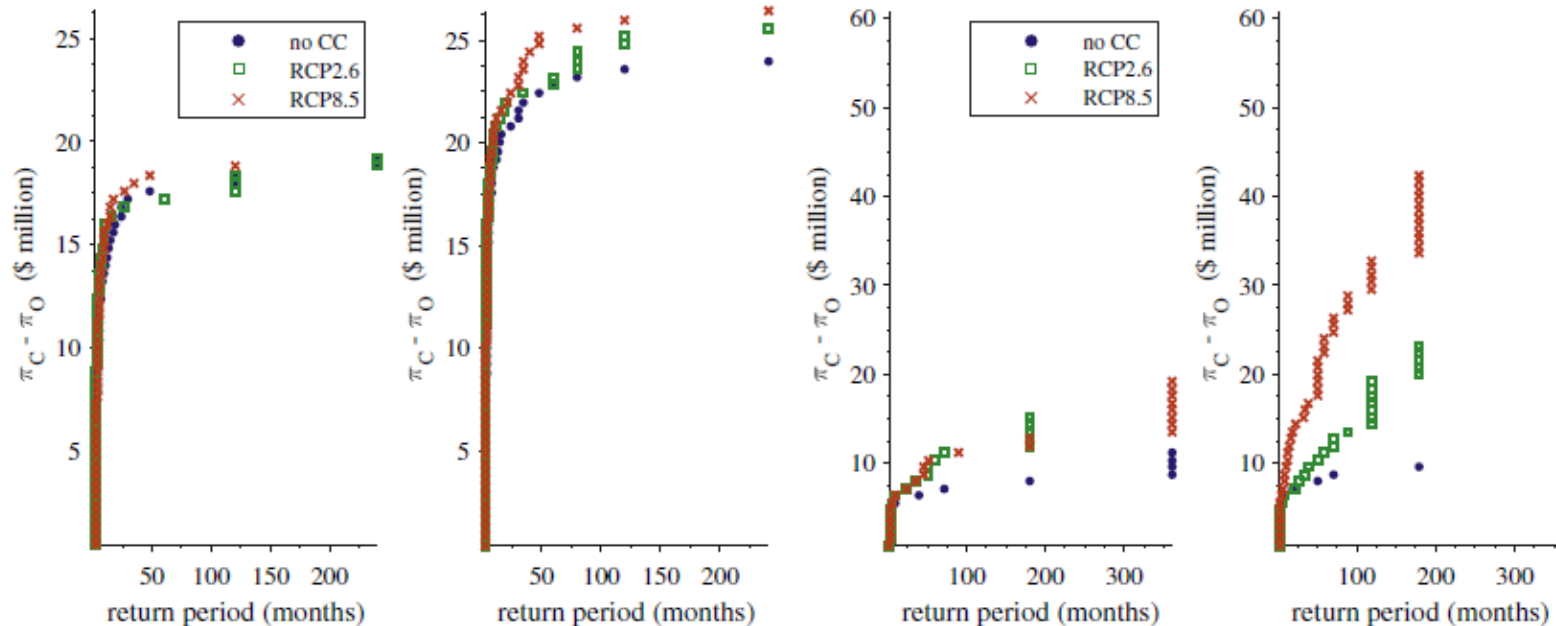 25
20
15
10
5
π_C - π_O ($ million)
no CC
RCP2.6
RCP8.5
50 100 150 200
return period (months)
25
20
15
10
5
π_C - π_O ($ million)
50 100 150 200
return period (months)
60
50
40
30
20
10
π_C - π_O ($ million)
no CC
RCP2.6
RCP8.5
100 200 300
return period (months)
60
50
40
30
20
10
π_C - π_O ($ million)
100 200 300
return period (months)